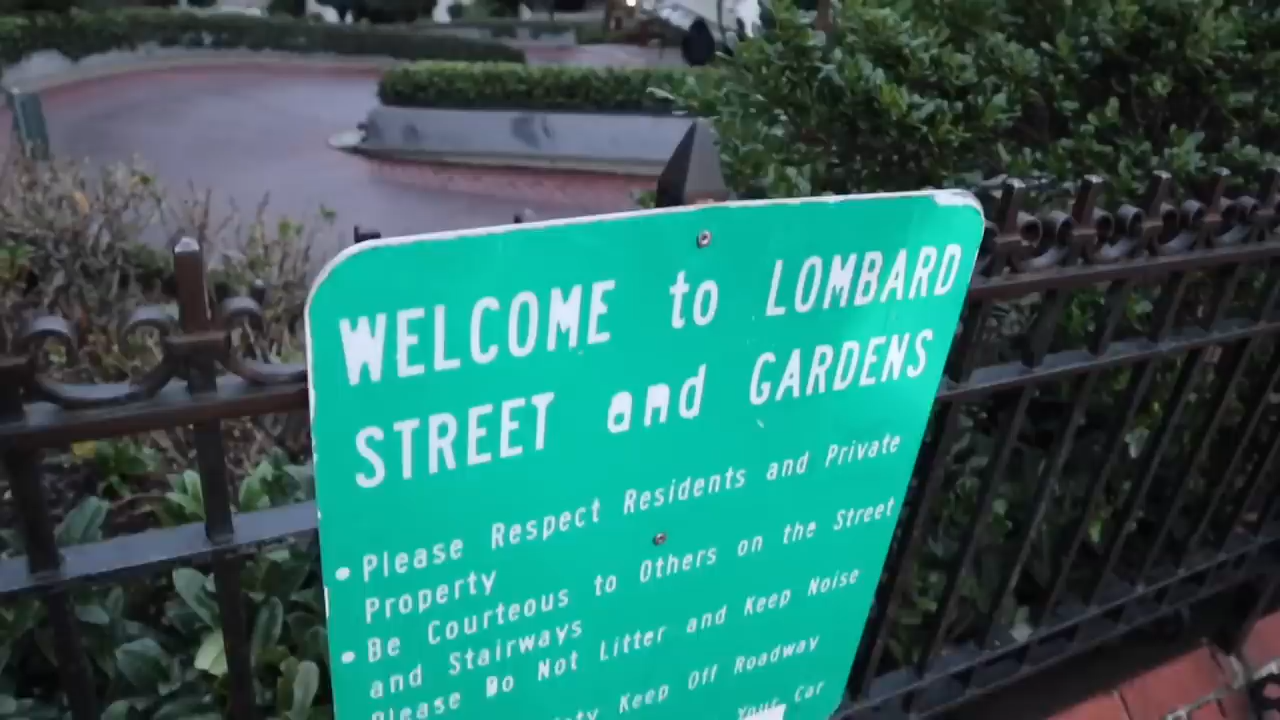 WELCOME to LOMBARD
STREET and GARDENS
• Please Respect Residents and Private
Property
• Be Courteous to Others on the Street
and Stairways
Please Do Not Litter and Keep Noise
Keep Off Roadway
Your Car